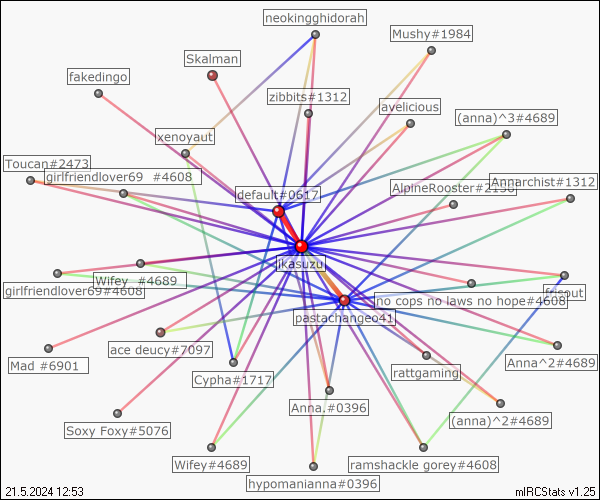 neokingghidorah
Mushy#1984
Skalman
fakedingo
zibbits#1312
avelicious
(anna)^3#4689
xenoyaut
Toucan#2473
girlfriendlover69 #4608
Annarchist#1312
default#0617
ikasuzu
Wifey #4689
girlfriendlover69#4608
no cops no laws no hope#4608
pastachangeo41
ace deucy#7097
Anna^2#4689
Mad #6901
rattgaming
Cypha#1717
Anna.#0396
(anna)^2#4689
Soxy Foxy#5076
Wifey#4689
ramshackle gorey#4608
hypomanianna#0396
21.5.2024 12:53
mIRCStats v1.25